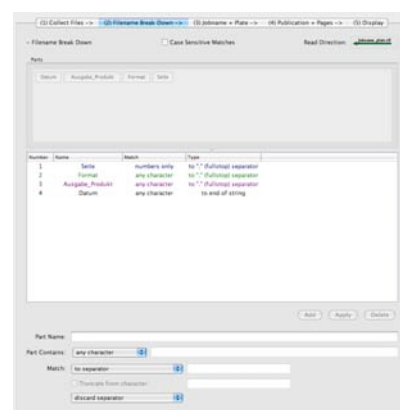 (1) Collect Files --> (2) Filename Break Down --> (3) Jobname + Plate --> (4) Publication + Pages --> (5) Display
- Filename Break Down Case Sensitive Matches Read Direction:
Parts
Datum Ausgabe_Produkt Format Seite
Number Name Match Type
1 Seite numbers only to "." (fullstop) separator
2 Format any character to "." (fullstop) separator
3 Ausgabe_Produkt any character to "." (fullstop) separator
4 Datum any character to end of string
Add Apply Delete
Part Name:
Part Contains: any character
Match: to separator
Truncate from character:
discard separator